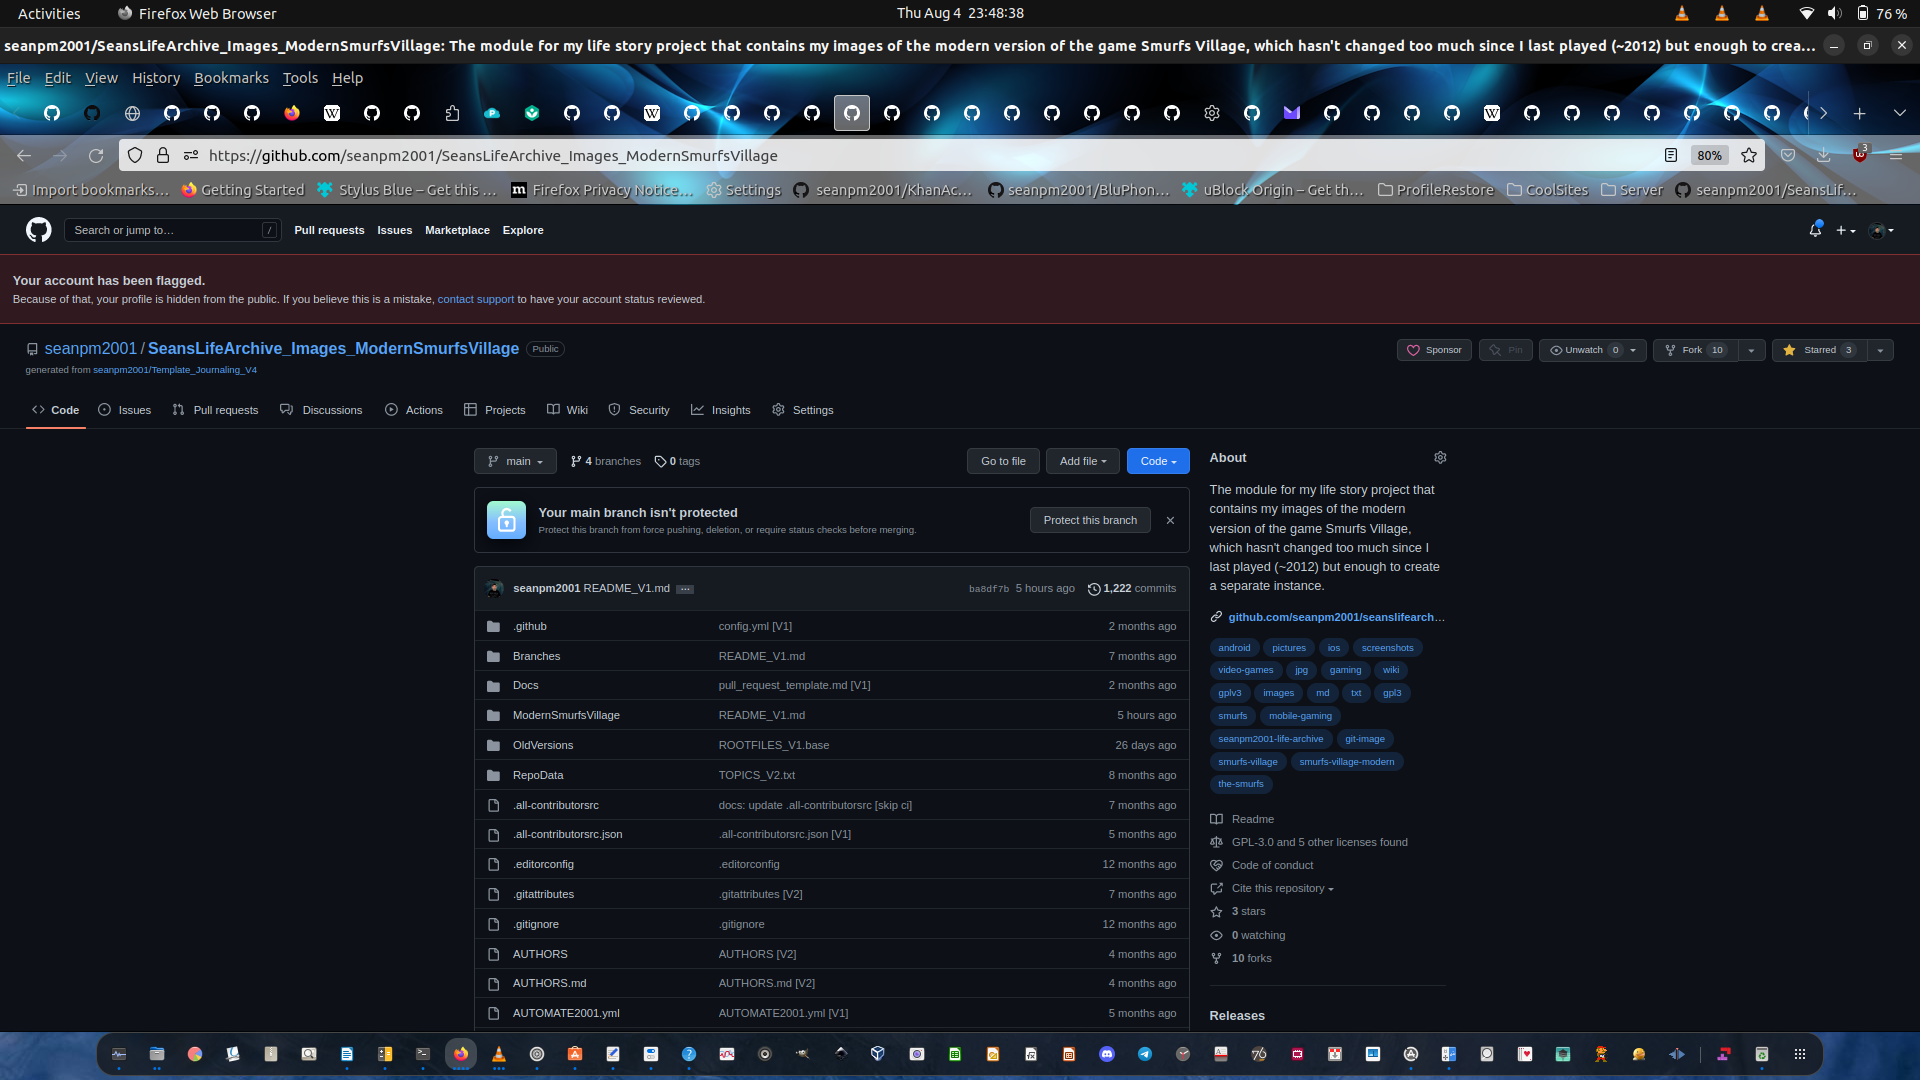 Activities Firefox Web Browser Thu Aug 4 23:48:38 76 %
seanpm2001/SeansLifeArchive_Images_ModernSmurfsVillage: The module for my life story project that contains my images of the modern version of the game Smurfs Village, which hasn't changed too much since I last played (~2012) but enough to crea…
File Edit View History Bookmarks Tools Help
https://github.com/seanpm2001/SeansLifeArchive_Images_ModernSmurfsVillage 80% 3
Import bookmarks… Getting Started Stylus Blue – Get this … Firefox Privacy Notice… Settings seanpm2001/KhanAc… seanpm2001/BluPhon… uBlock Origin – Get th… ProfileRestore CoolSites Server seanpm2001/SeansLif…
Search or jump to… / Pull requests Issues Marketplace Explore
Your account has been flagged.
Because of that, your profile is hidden from the public. If you believe this is a mistake, contact support to have your account status reviewed.
seanpm2001 / SeansLifeArchive_Images_ModernSmurfsVillage Public Sponsor Pin Unwatch 0 Fork 10 Starred 3
generated from seanpm2001/Template_Journaling_V4
Code Issues Pull requests Discussions Actions Projects Wiki Security Insights Settings
main 4 branches 0 tags Go to file Add file Code
Your main branch isn't protected
Protect this branch from force pushing, deletion, or require status checks before merging.
Protect this branch
seanpm2001 README_V1.md … ba8df7b 5 hours ago 1,222 commits
.github config.yml [V1] 2 months ago
Branches README_V1.md 7 months ago
Docs pull_request_template.md [V1] 2 months ago
ModernSmurfsVillage README_V1.md 5 hours ago
OldVersions ROOTFILES_V1.base 26 days ago
RepoData TOPICS_V2.txt 8 months ago
.all-contributorsrc docs: update .all-contributorsrc [skip ci] 7 months ago
.all-contributorsrc.json .all-contributorsrc.json [V1] 5 months ago
.editorconfig .editorconfig 12 months ago
.gitattributes .gitattributes [V2] 7 months ago
.gitignore .gitignore 12 months ago
AUTHORS AUTHORS [V2] 4 months ago
AUTHORS.md AUTHORS.md [V2] 4 months ago
AUTOMATE2001.yml AUTOMATE2001.yml [V1] 5 months ago
About
The module for my life story project that
contains my images of the modern
version of the game Smurfs Village,
which hasn't changed too much since I
last played (~2012) but enough to create
a separate instance.
github.com/seanpm2001/seanslifearch…
android pictures ios screenshots
video-games jpg gaming wiki
gplv3 images md txt gpl3
smurfs mobile-gaming
seanpm2001-life-archive git-image
smurfs-village smurfs-village-modern
the-smurfs
Readme
GPL-3.0 and 5 other licenses found
Code of conduct
Cite this repository
3 stars
0 watching
10 forks
Releases